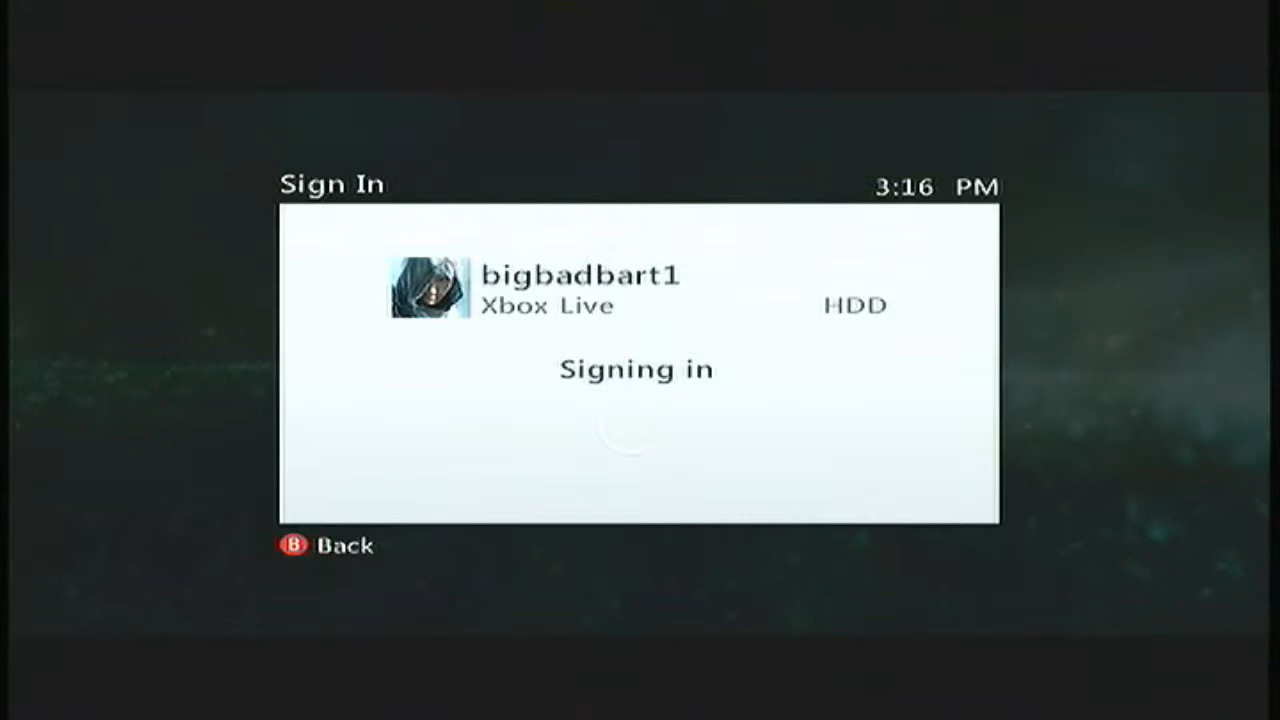 Sign In
3:16 PM
bigbadbart1
Xbox Live
HDD
Signing in
B Back